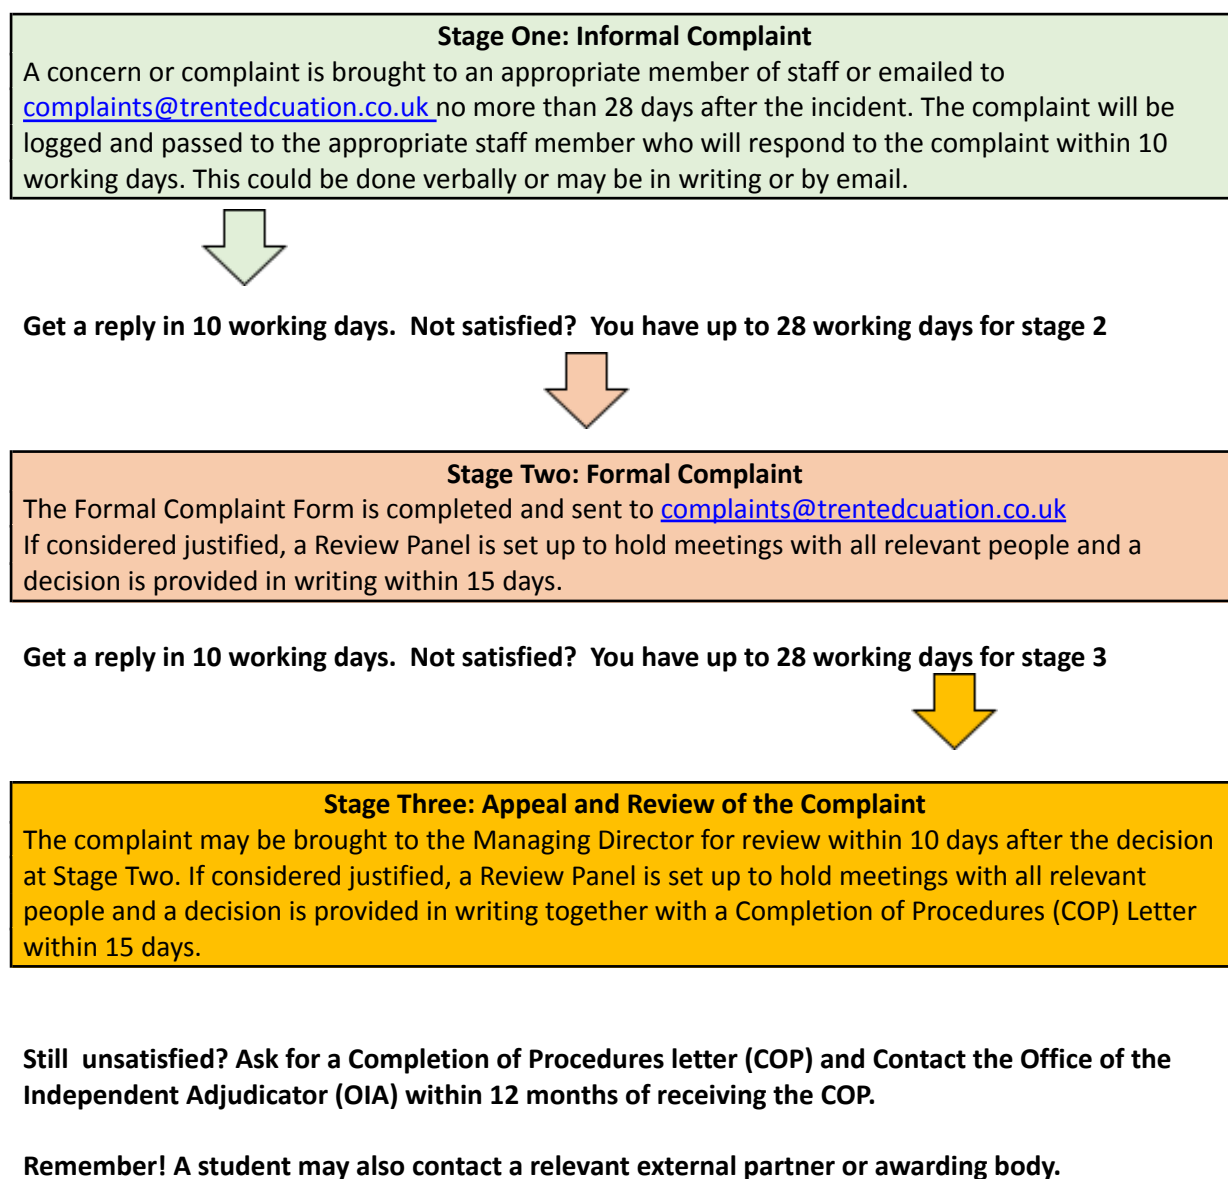 Stage One: Informal Complaint
A concern or complaint is brought to an appropriate member of staff or emailed to
complaints@trentedcuation.co.uk no more than 28 days after the incident. The complaint will be
logged and passed to the appropriate staff member who will respond to the complaint within 10
working days. This could be done verbally or may be in writing or by email.
Get a reply in 10 working days.  Not satisfied?  You have up to 28 working days for stage 2
Stage Two: Formal Complaint
The Formal Complaint Form is completed and sent to complaints@trentedcuation.co.uk
If considered justified, a Review Panel is set up to hold meetings with all relevant people and a
decision is provided in writing within 15 days.
Get a reply in 10 working days.  Not satisfied?  You have up to 28 working days for stage 3
Stage Three: Appeal and Review of the Complaint
The complaint may be brought to the Managing Director for review within 10 days after the decision
at Stage Two. If considered justified, a Review Panel is set up to hold meetings with all relevant
people and a decision is provided in writing together with a Completion of Procedures (COP) Letter
within 15 days.
Still  unsatisfied? Ask for a Completion of Procedures letter (COP) and Contact the Office of the
Independent Adjudicator (OIA) within 12 months of receiving the COP.
Remember! A student may also contact a relevant external partner or awarding body.